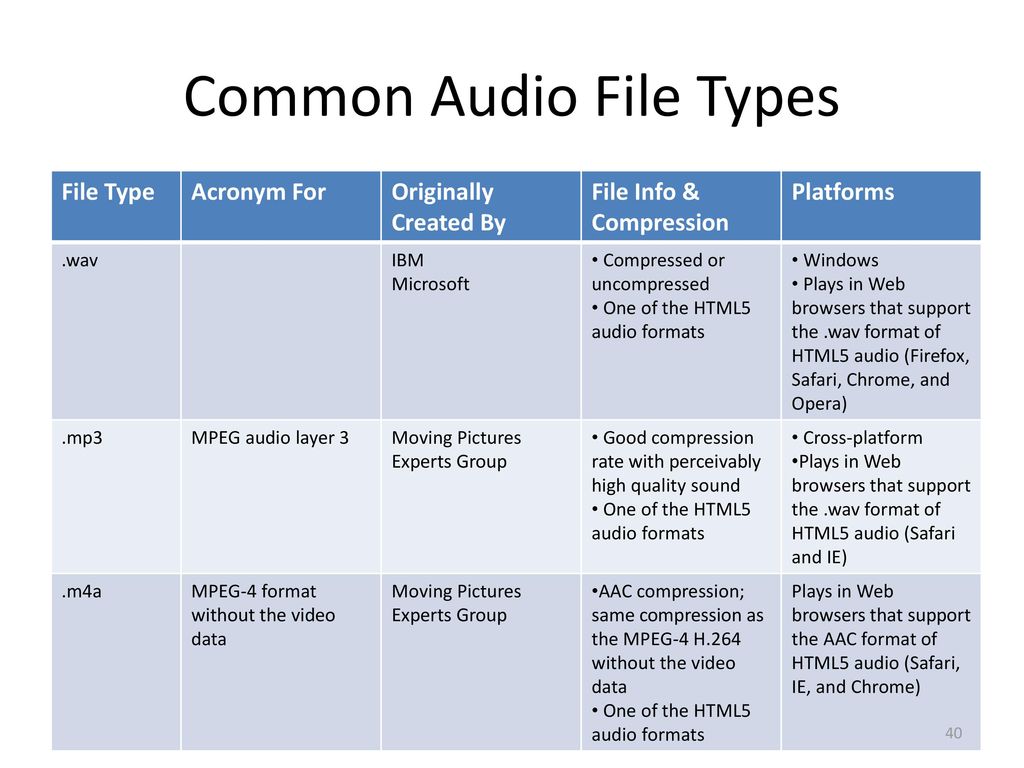 Common Audio File Types
File Type
Acronym For
Originally
Created By
File Info &
Compression
Platforms
.wav
IBM
Microsoft
• Compressed or
uncompressed
• One of the HTML5
audio formats
• Windows
• Plays in Web
browsers that support
the .wav format of
HTML5 audio (Firefox,
Safari, Chrome, and
Opera)
.mp3
MPEG audio layer 3
Moving Pictures
Experts Group
• Good compression
rate with perceivably
high quality sound
• One of the HTML5
audio formats
• Cross-platform
•Plays in Web
browsers that support
the .wav format of
HTML5 audio (Safari
and IE)
.m4a
MPEG-4 format
without the video
data
Moving Pictures
Experts Group
•AAC compression;
same compression as
the MPEG-4 H.264
without the video
data
• One of the HTML5
audio formats
Plays in Web
browsers that support
the AAC format of
HTML5 audio (Safari,
IE, and Chrome)
40